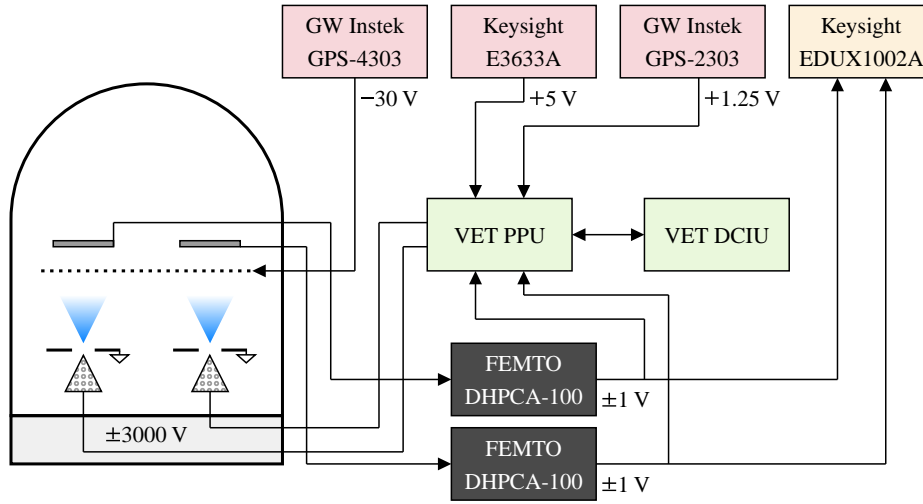 GW Instek
GPS-4303
Keysight
E3633A
GW Instek
GPS-2303
Keysight
EDUX1002A
−30 V
+5 V
+1.25 V
VET PPU
VET DCIU
FEMTO
DHPCA-100
±1 V
±3000 V
FEMTO
DHPCA-100
±1 V